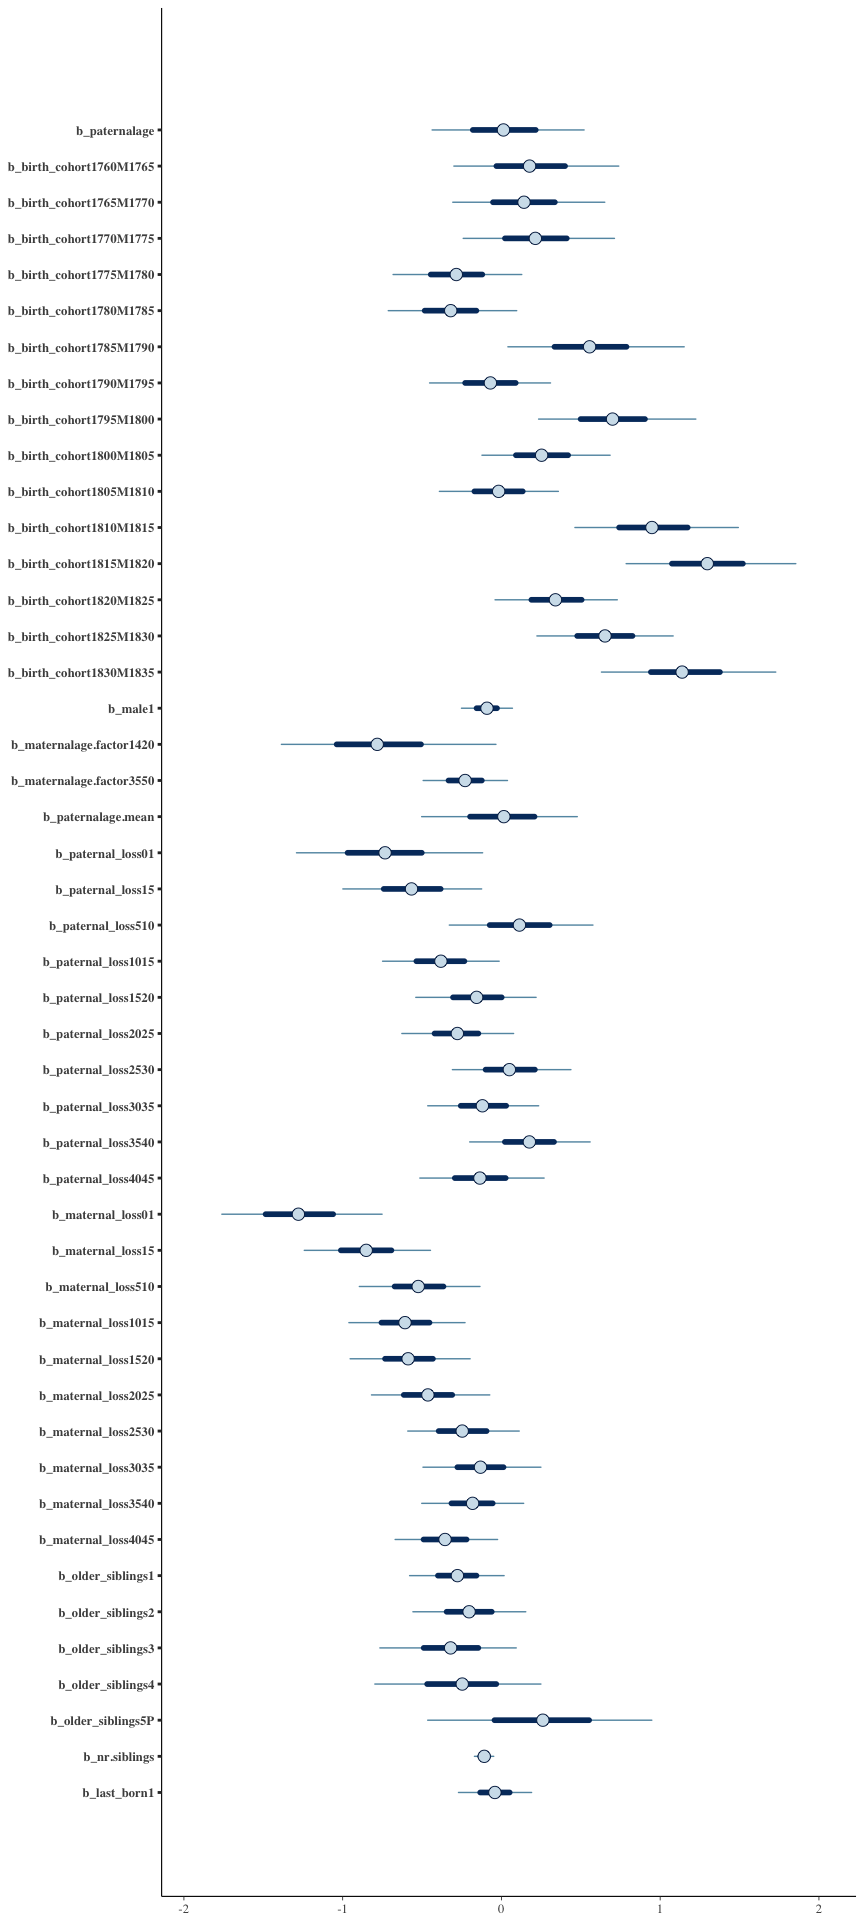 b_paternalage
b_birth_cohort1760M1765
b_birth_cohort1765M1770
b_birth_cohort1770M1775
b_birth_cohort1775M1780
b_birth_cohort1780M1785
b_birth_cohort1785M1790
b_birth_cohort1790M1795
b_birth_cohort1795M1800
b_birth_cohort1800M1805
b_birth_cohort1805M1810
b_birth_cohort1810M1815
b_birth_cohort1815M1820
b_birth_cohort1820M1825
b_birth_cohort1825M1830
b_birth_cohort1830M1835
b_male1
b_maternalage.factor1420
b_maternalage.factor3550
b_paternalage.mean
b_paternal_loss01
b_paternal_loss15
b_paternal_loss510
b_paternal_loss1015
b_paternal_loss1520
b_paternal_loss2025
b_paternal_loss2530
b_paternal_loss3035
b_paternal_loss3540
b_paternal_loss4045
b_maternal_loss01
b_maternal_loss15
b_maternal_loss510
b_maternal_loss1015
b_maternal_loss1520
b_maternal_loss2025
b_maternal_loss2530
b_maternal_loss3035
b_maternal_loss3540
b_maternal_loss4045
b_older_siblings1
b_older_siblings2
b_older_siblings3
b_older_siblings4
b_older_siblings5P
b_nr.siblings
b_last_born1
-2 -1 0 1 2